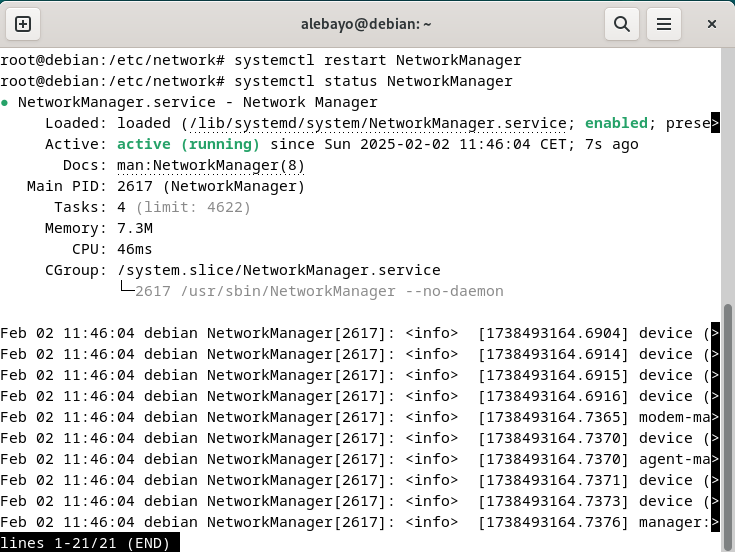 alebayo@debian: ~
root@debian:/etc/network# systemctl restart NetworkManager
root@debian:/etc/network# systemctl status NetworkManager
● NetworkManager.service - Network Manager
     Loaded: loaded (/lib/systemd/system/NetworkManager.service; enabled; prese>
     Active: active (running) since Sun 2025-02-02 11:46:04 CET; 7s ago
       Docs: man:NetworkManager(8)
   Main PID: 2617 (NetworkManager)
      Tasks: 4 (limit: 4622)
     Memory: 7.3M
        CPU: 46ms
     CGroup: /system.slice/NetworkManager.service
             └─2617 /usr/sbin/NetworkManager --no-daemon
Feb 02 11:46:04 debian NetworkManager[2617]: <info>  [1738493164.6904] device (>
Feb 02 11:46:04 debian NetworkManager[2617]: <info>  [1738493164.6914] device (>
Feb 02 11:46:04 debian NetworkManager[2617]: <info>  [1738493164.6915] device (>
Feb 02 11:46:04 debian NetworkManager[2617]: <info>  [1738493164.6916] device (>
Feb 02 11:46:04 debian NetworkManager[2617]: <info>  [1738493164.7365] modem-ma>
Feb 02 11:46:04 debian NetworkManager[2617]: <info>  [1738493164.7370] device (>
Feb 02 11:46:04 debian NetworkManager[2617]: <info>  [1738493164.7370] agent-ma>
Feb 02 11:46:04 debian NetworkManager[2617]: <info>  [1738493164.7371] device (>
Feb 02 11:46:04 debian NetworkManager[2617]: <info>  [1738493164.7373] device (>
Feb 02 11:46:04 debian NetworkManager[2617]: <info>  [1738493164.7376] manager:>
lines 1-21/21 (END)